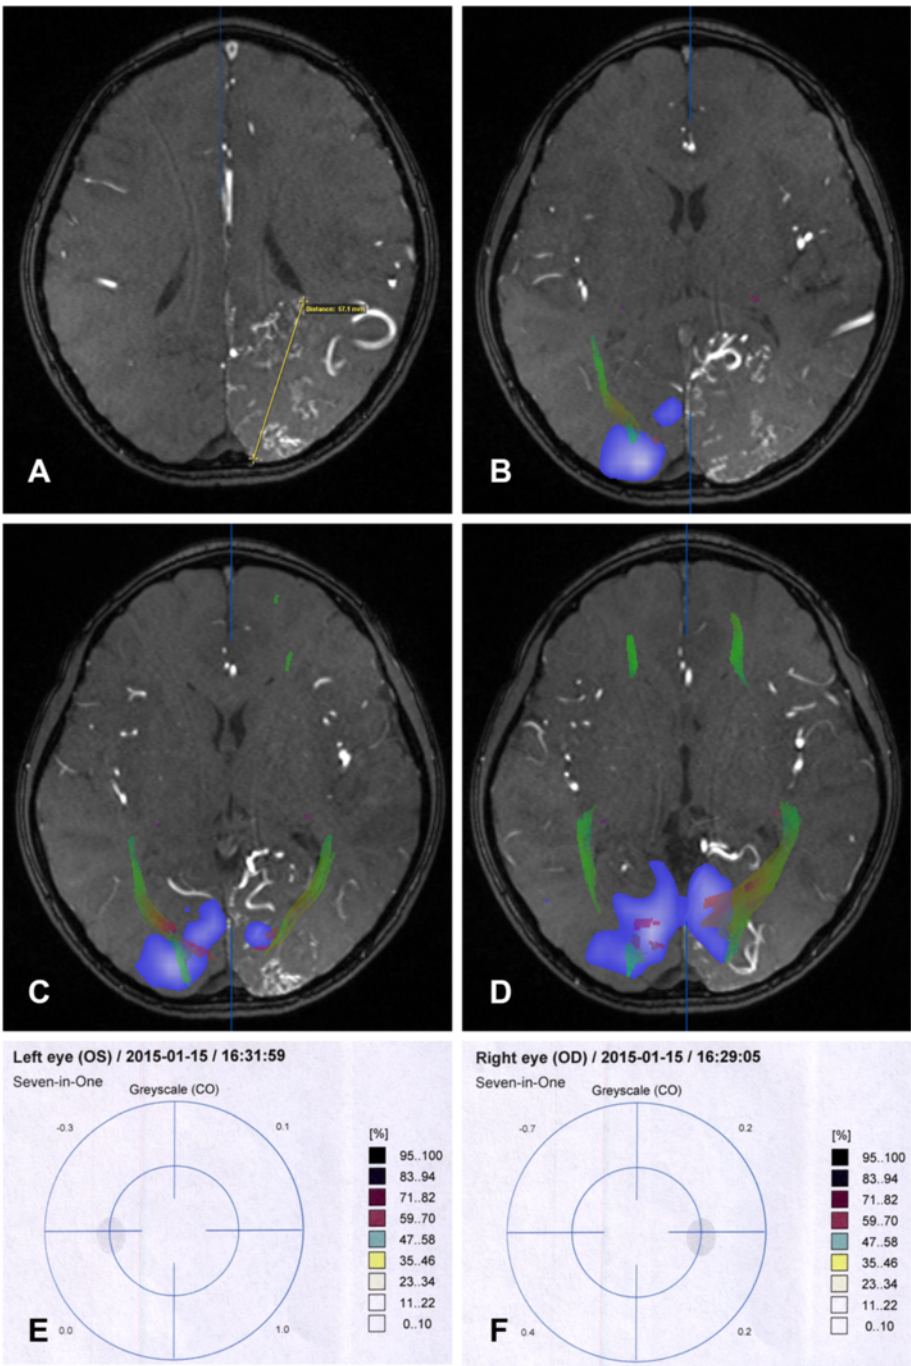 Distance: 57.1 mm
A
B
C
D
Left eye (OS) / 2015-01-15 / 16:31:59
Seven-in-One
Greyscale (CO)
-0.3
0.1
[%]
95..100
83..94
71..82
59..70
47..58
35..46
23..34
11..22
0..10
0.0
1.0
E
Right eye (OD) / 2015-01-15 / 16:29:05
Seven-in-One
Greyscale (CO)
-0.7
0.2
[%]
95..100
83..94
71..82
59..70
47..58
35..46
23..34
11..22
0..10
0.4
0.2
F